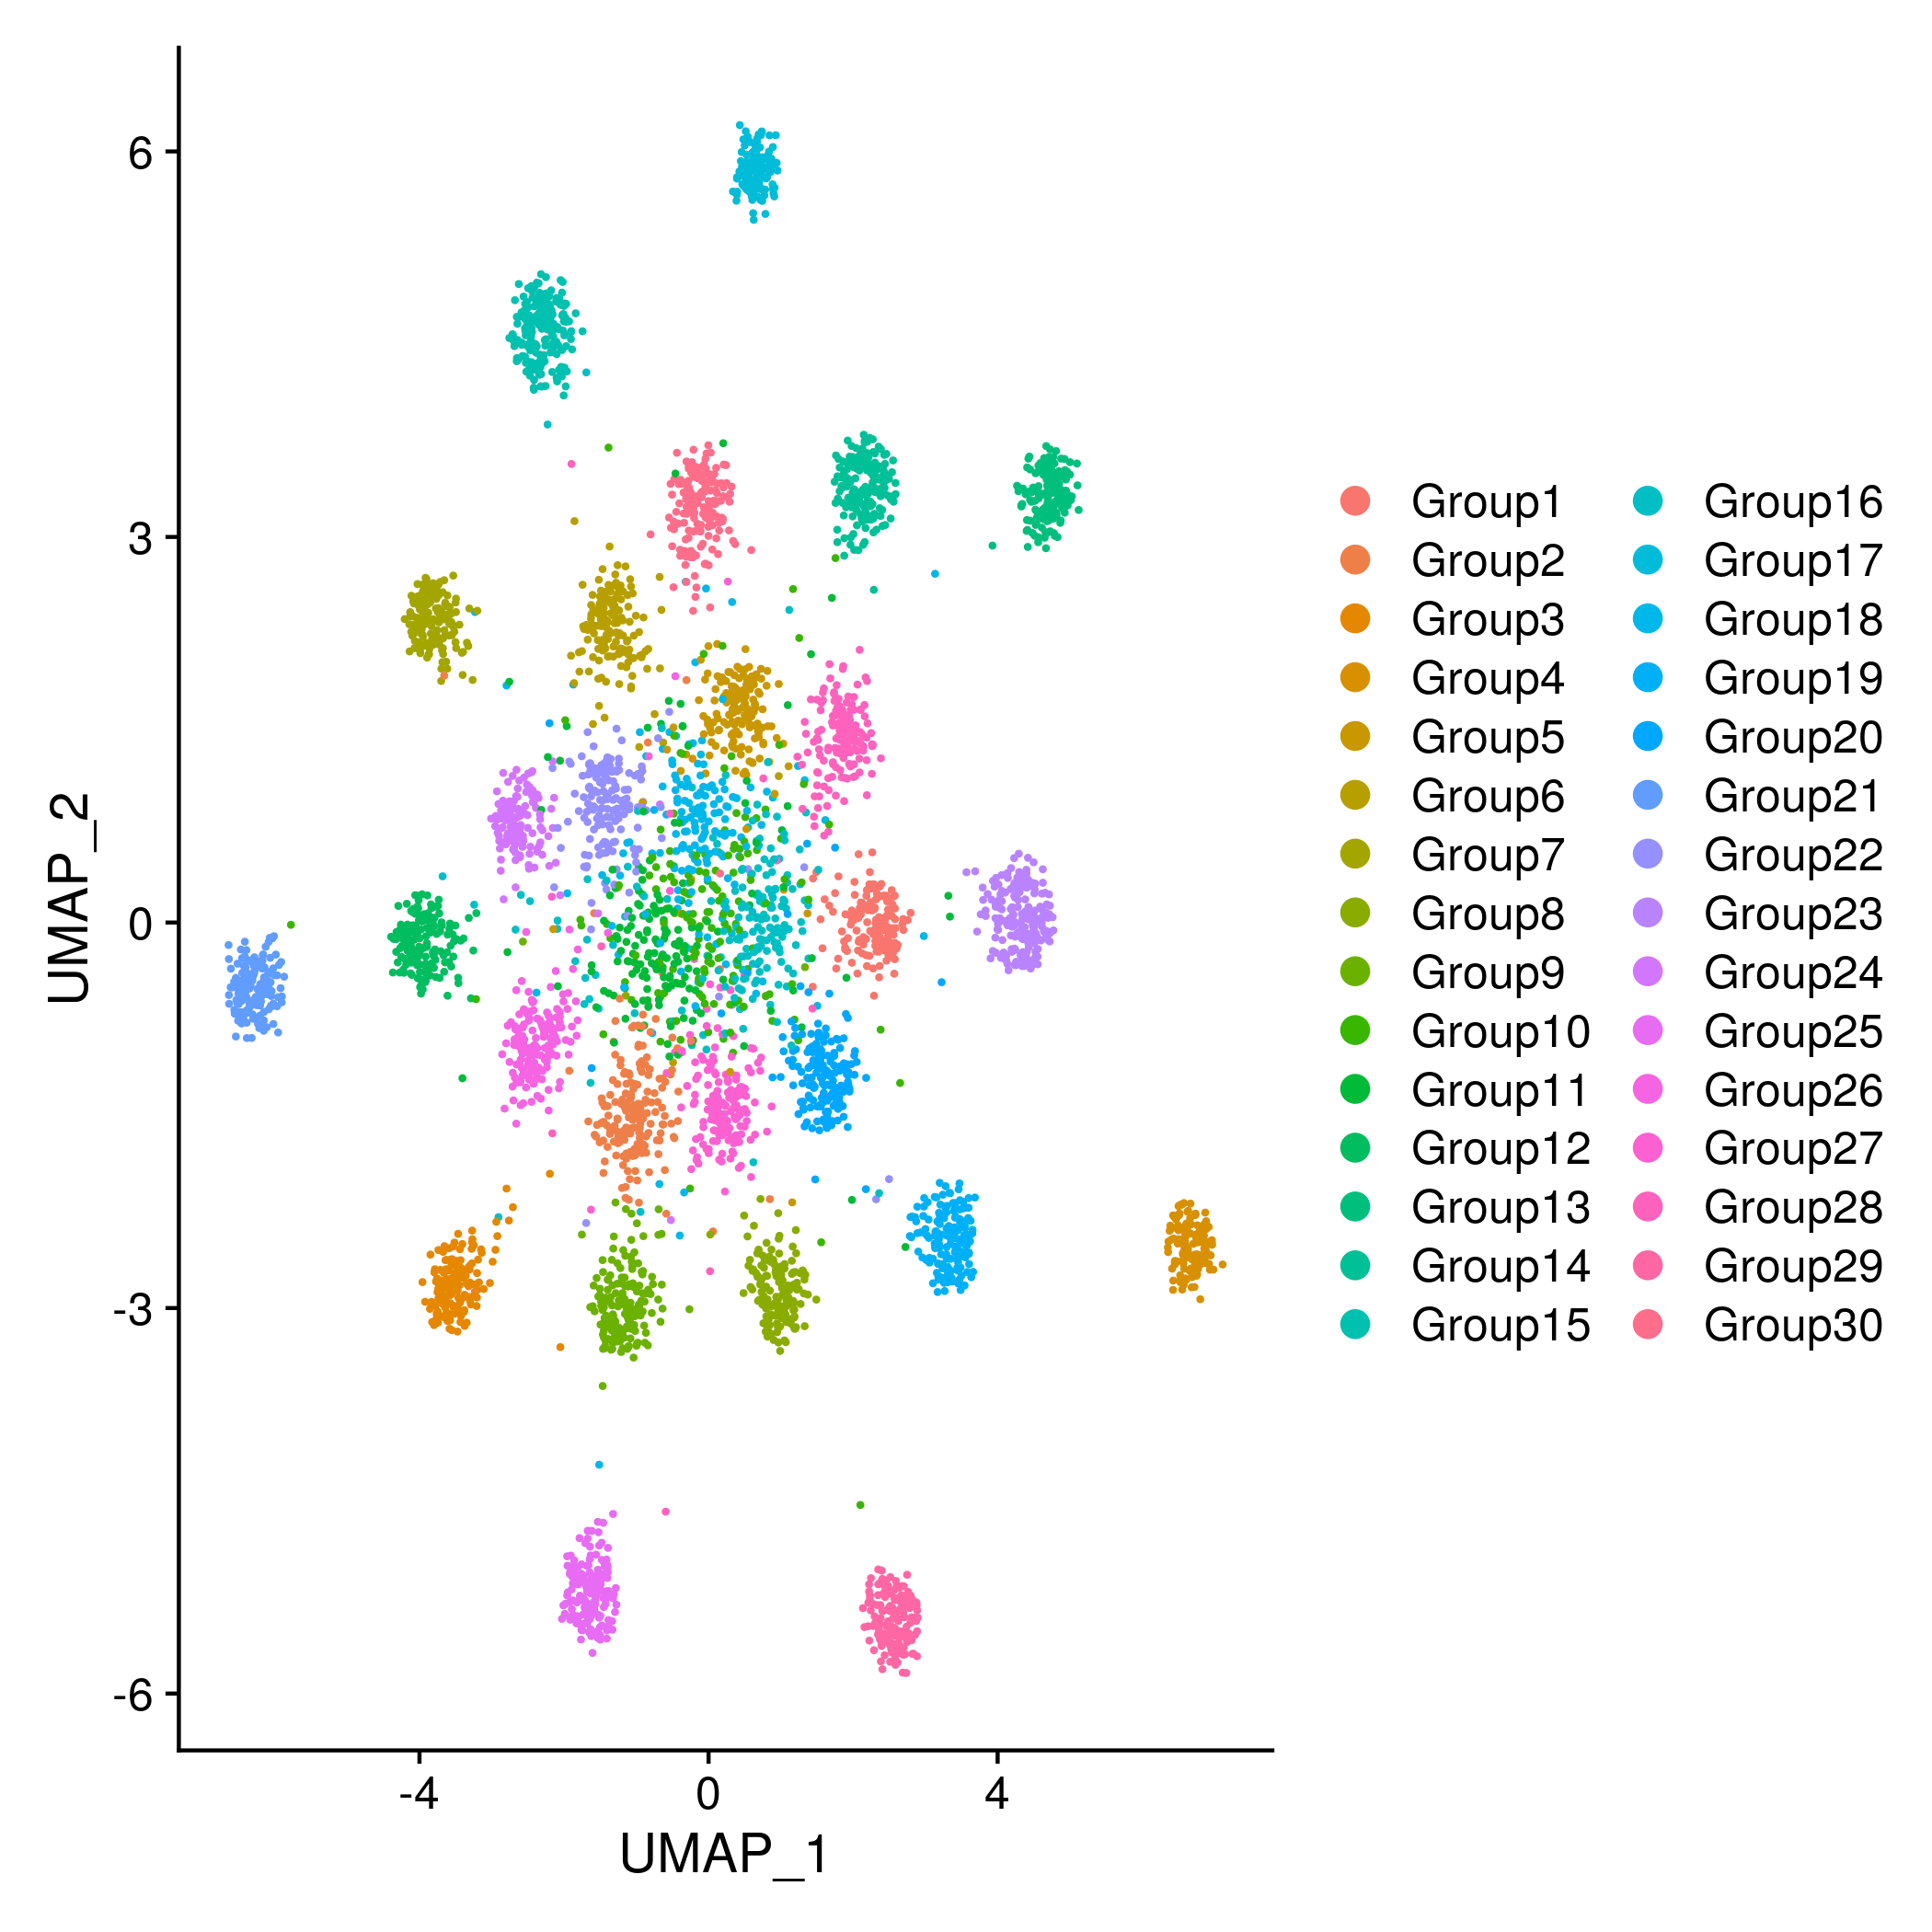 6
3
0
-3
-6
UMAP_2
-4 0 4
UMAP_1
Group1 Group16
Group2 Group17
Group3 Group18
Group4 Group19
Group5 Group20
Group6 Group21
Group7 Group22
Group8 Group23
Group9 Group24
Group10 Group25
Group11 Group26
Group12 Group27
Group13 Group28
Group14 Group29
Group15 Group30